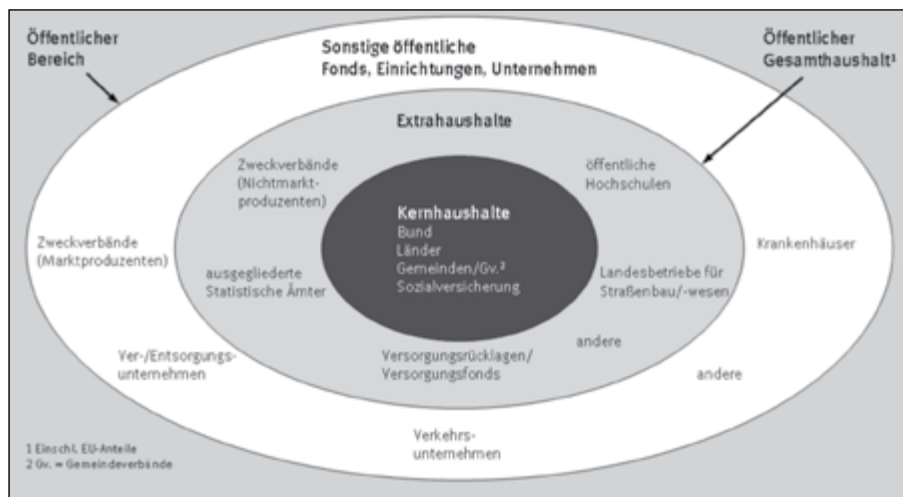 Öffentlicher
Bereich
Sonstige öffentliche
Fonds, Einrichtungen, Unternehmen
Öffentlicher
Gesamthaushalt¹
Extrahaushalte
Zweckverbände
(Nichtmarkt-
produzenten)
öffentliche
Hochschulen
Kernhaushalte
Bund
Länder
Gemeinden/Gv.²
Sozialversicherung
Zweckverbände
(Marktproduzenten)
Krankenhäuser
ausgegliederte
Statistische Ämter
Landesbetriebe für
Straßenbau/-wesen
andere
Ver-/Entsorgungs-
unternehmen
Versorgungsrücklagen/
Versorgungsfonds
andere
Verkehrs-
unternehmen
1 Einschl. EU-Anteile
2 Gv. = Gemeindeverbände